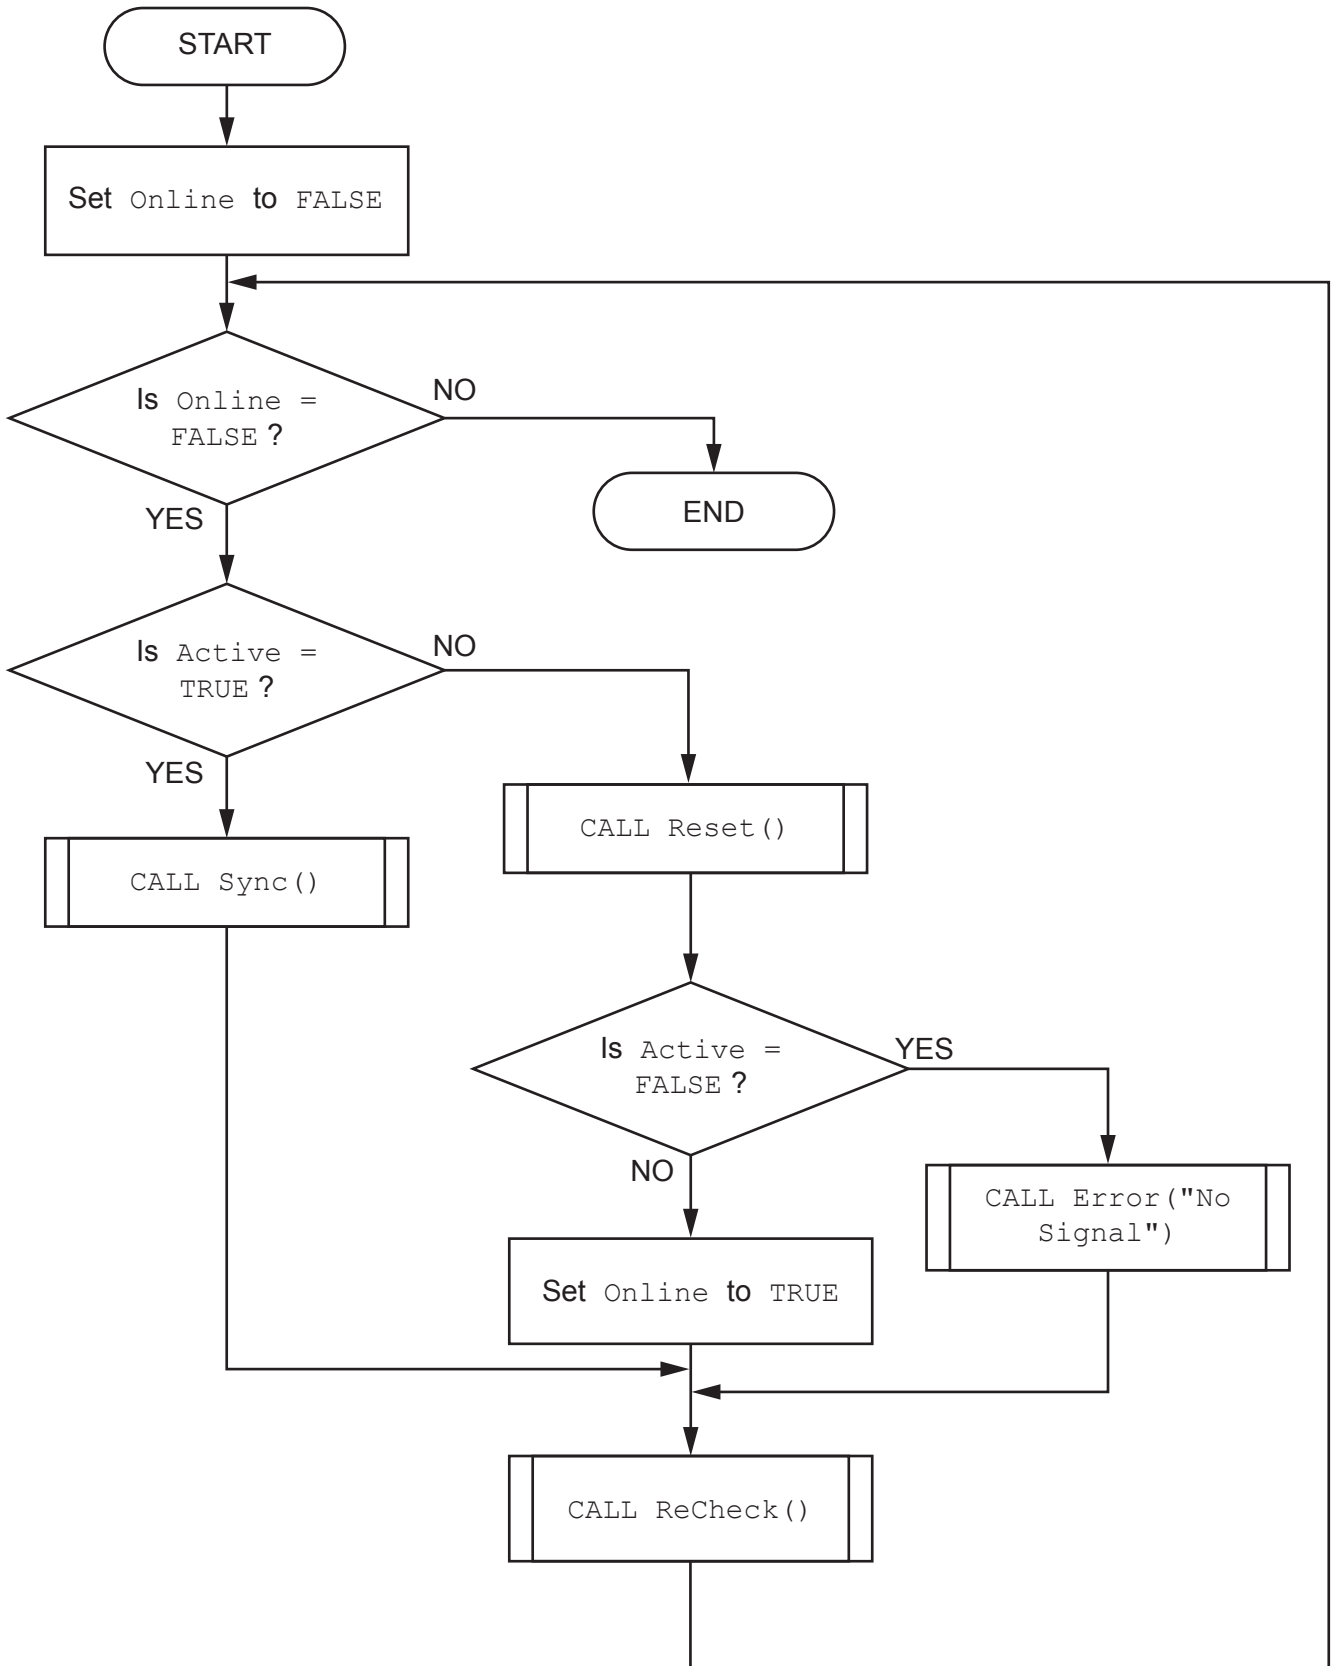 START
Set Online to FALSE
Is Online =
FALSE ?
NO
END
YES
Is Active =
TRUE ?
NO
YES
CALL Reset()
CALL Sync()
Is Active =
FALSE ?
YES
NO
CALL Error("No
Signal")
Set Online to TRUE
CALL ReCheck()